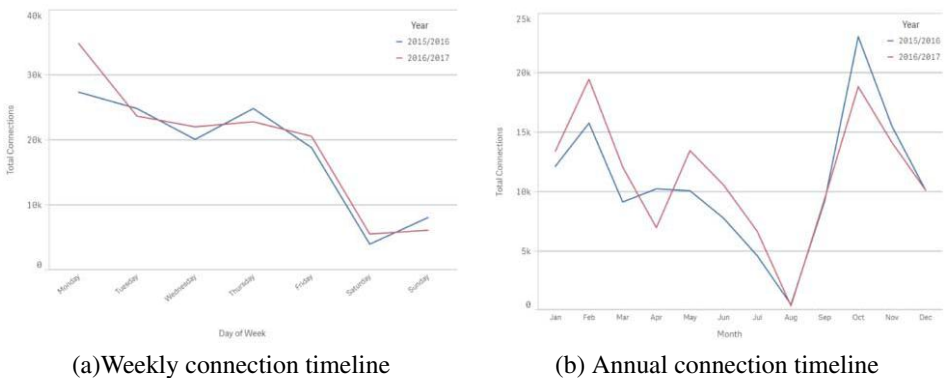 40k
30k
20k
10k
0
Total Connections
Year
2015/2016
2016/2017
Monday
Tuesday
Wednesday
Thursday
Friday
Saturday
Sunday
Day of Week
(a)Weekly connection timeline
25k
20k
15k
10k
5k
0
Total Connections
Year
2015/2016
2016/2017
Jan Feb Mar Apr May Jun Jul Aug Sep Oct Nov Dec
Month
(b) Annual connection timeline